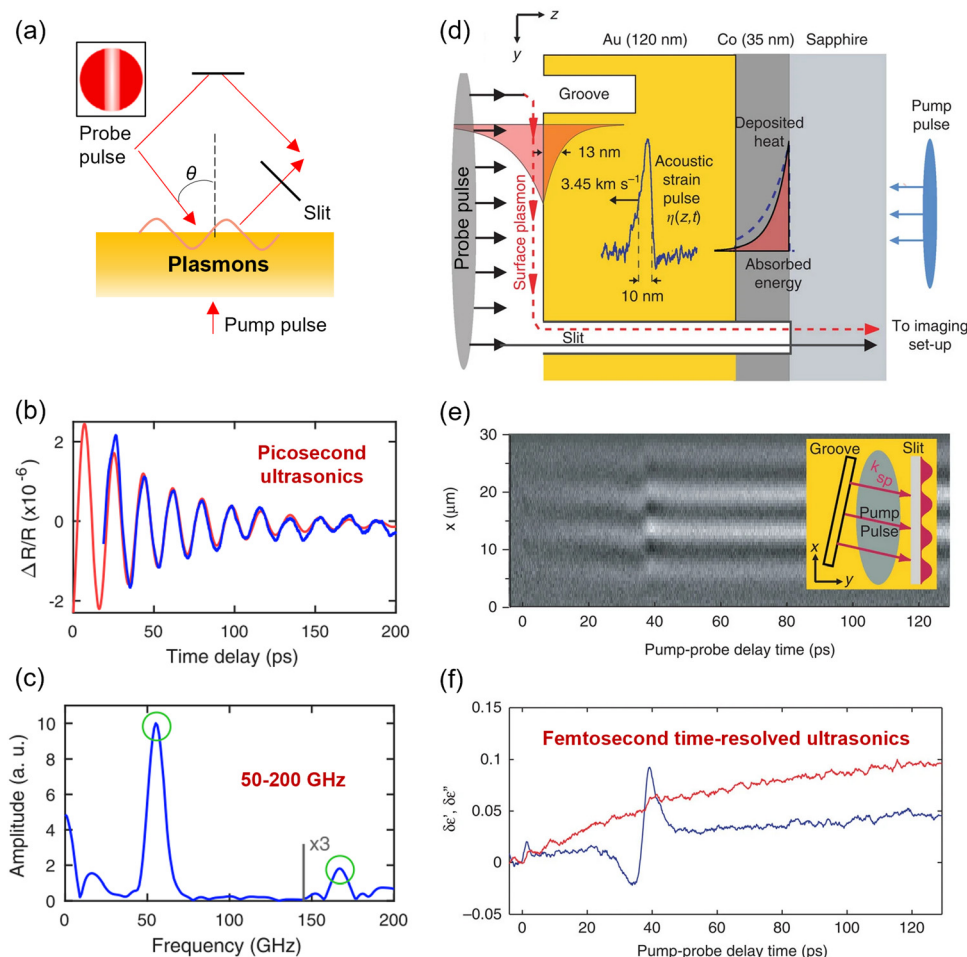 (a)
Probe
pulse
θ
Slit
Plasmons
Pump pulse
(d)
z
y
Au (120 nm)
Co (35 nm)
Sapphire
Groove
Probe pulse
Surface plasmon
13 nm
3.45 km s⁻¹
Acoustic
strain
pulse
η(z,t)
10 nm
Deposited
heat
Absorbed
energy
Pump
pulse
Slit
To imaging
set-up
(b)
Picosecond
ultrasonics
ΔR/R (x10⁻⁶)
2
0
-2
0
50
100
150
200
Time delay (ps)
(c)
50-200 GHz
x3
Amplitude (a. u.)
10
8
6
4
2
0
0
50
100
150
200
Frequency (GHz)
(e)
x (µm)
30
20
10
0
Groove
Slit
k sp
Pump
Pulse
x
y
0
20
40
60
80
100
120
Pump-probe delay time (ps)
(f)
Femtosecond time-resolved ultrasonics
δε', δε"
0.15
0.1
0.05
0
−0.05
0
20
40
60
80
100
120
Pump-probe delay time (ps)